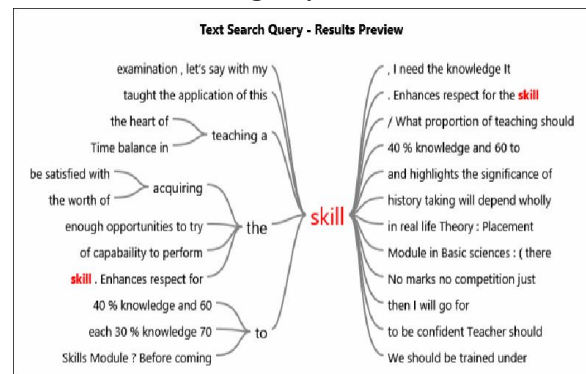 Text Search Query - Results Preview
examination , let's say with my
taught the application of this
the heart of
Time balance in
teaching a
be satisfied with
the worth of
acquiring
enough opportunities to try
of capabaility to perform
skill . Enhances respect for
the
40 % knowledge and 60
each 30 % knowledge 70
Skills Module ? Before coming
to
skill
, I need the knowledge It
. Enhances respect for the skill
/ What proportion of teaching should
40 % knowledge and 60 to
and highlights the significance of
history taking will depend wholly
in real life Theory : Placement
Module in Basic sciences : ( there
No marks no competition just
then I will go for
to be confident Teacher should
We should be trained under